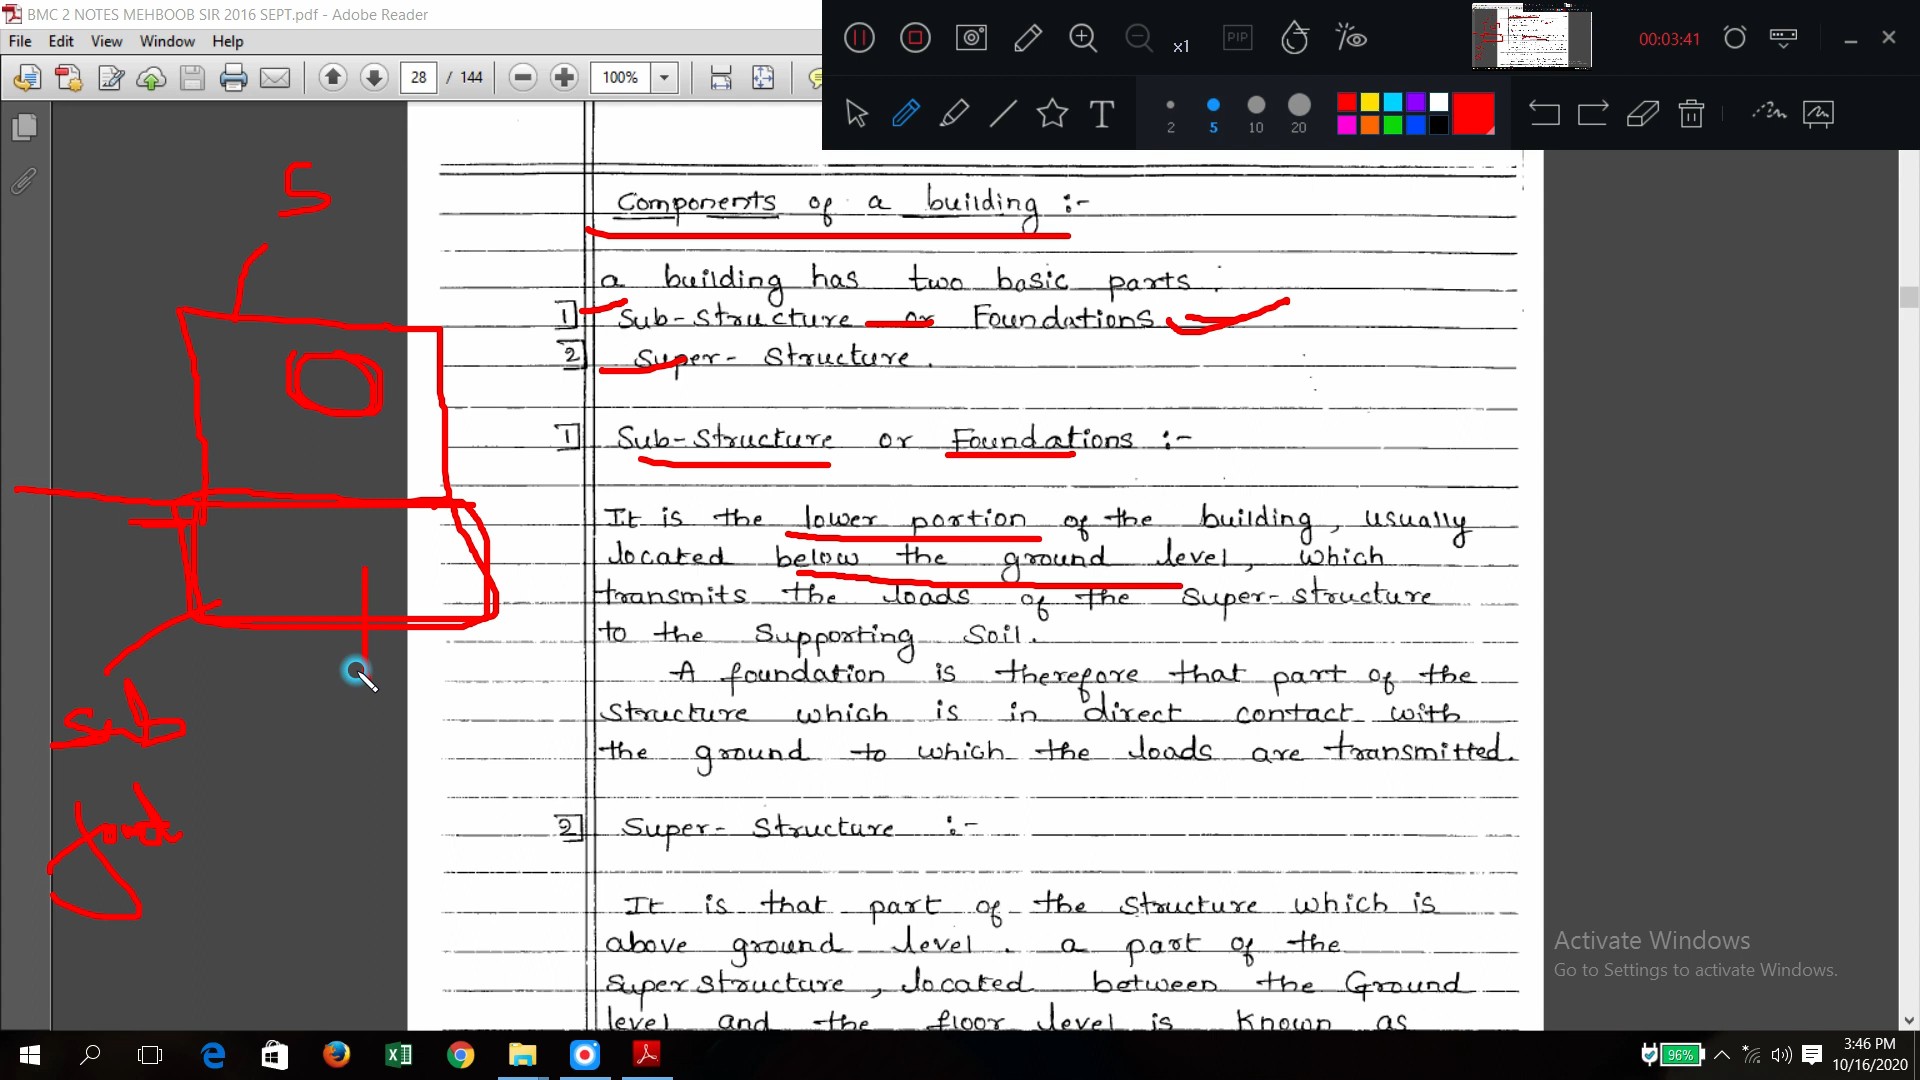 BMC 2 NOTES MEHBOOB SIR 2016 SEPT.pdf - Adobe Reader
File Edit View Window Help
28 / 144 100%
x1 PIP 00:03:41
2 5 10 20
S
Components of a building :-
a building has two basic parts.
1 Sub-Structure or Foundations
2 Super-Structure.
1 Sub-Structure or Foundations :-
It is the lower portion of the building, usually
located below the ground level, which
transmits the loads of the Super-structure
to the Supporting Soil.
A foundation is therefore that part of the
Structure which is in direct contact with
the ground to which the loads are transmitted.
2 Super-Structure :-
It is that part of the Structure which is
above ground level. a part of the
Superstructure, located between the Ground
level and the floor level is known as
Sub
Activate Windows
Go to Settings to activate Windows.
96%
3:46 PM
10/16/2020